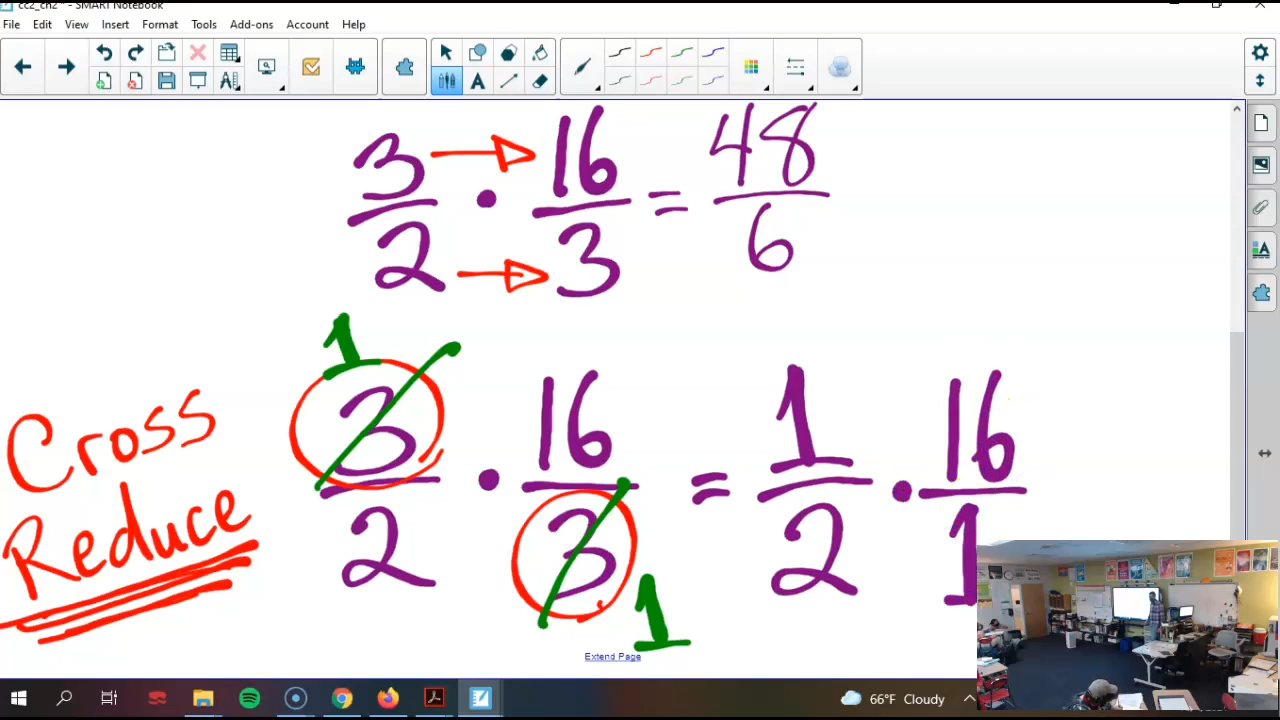 cc2_ch2 * - SMART Notebook
File Edit View Insert Format Tools Add-ons Account Help
3/2 • 16/3 = 48/6
Cross Reduce
1
3/2 • 16/3 = 1/2 • 16/1
1
Extend Page
66°F Cloudy